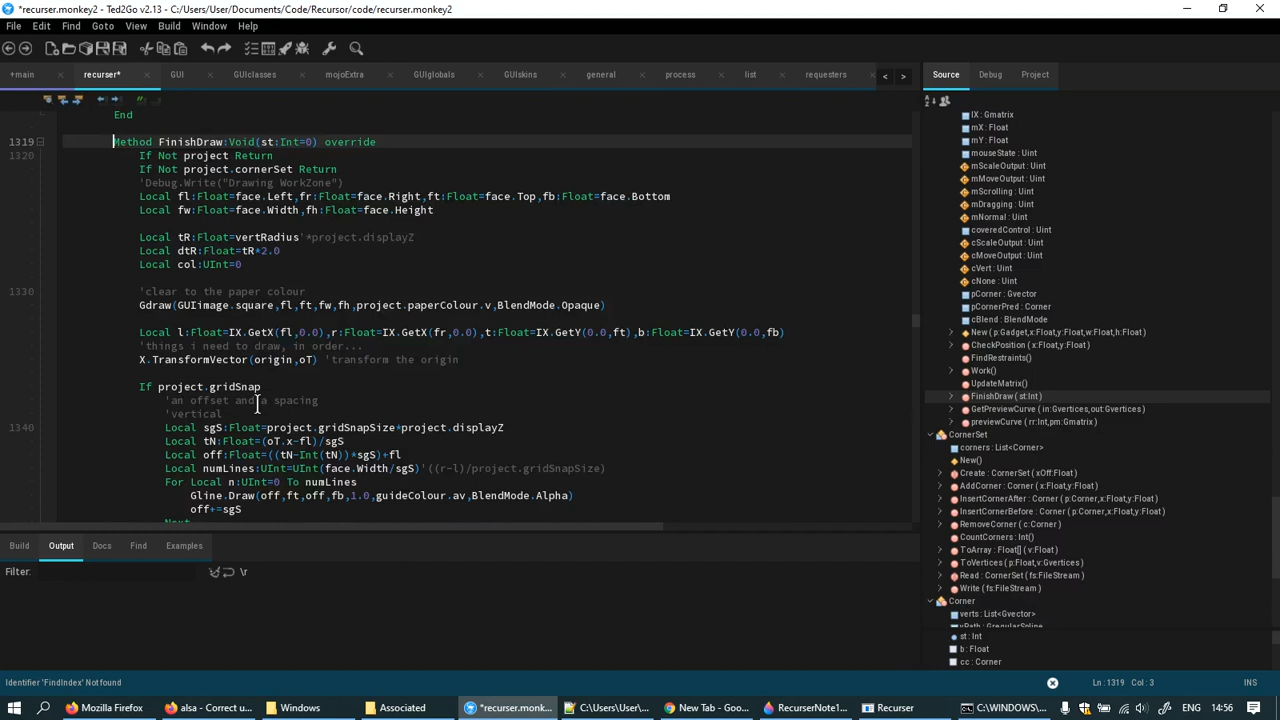 *recurser.monkey2 - Ted2Go v2.13 - C:/Users/User/Documents/Code/Recursor/code/recurser.monkey2
File Edit Find Goto View Build Window Help
+main recurser* GUI GUIclasses mojoExtra GUIglobals GUIskins general process list requesters < >
Source Debug Project
End
1319 Method FinishDraw:Void(st:Int=0) override
1320 If Not project Return
If Not project.cornerSet Return
'Debug.Write("Drawing WorkZone")
Local fl:Float=face.Left,fr:Float=face.Right,ft:Float=face.Top,fb:Float=face.Bottom
Local fw:Float=face.Width,fh:Float=face.Height
Local tR:Float=vertRadius'*project.displayZ
Local dtR:Float=tR*2.0
Local col:UInt=0
1330 'clear to the paper colour
Gdraw(GUIimage.square,fl,ft,fw,fh,project.paperColour.v,BlendMode.Opaque)
Local l:Float=IX.GetX(fl,0.0),r:Float=IX.GetX(fr,0.0),t:Float=IX.GetY(0.0,ft),b:Float=IX.GetY(0.0,fb)
'things i need to draw, in order...
X.TransformVector(origin,oT) 'transform the origin
If project.gridSnap
'an offset and a spacing
'vertical
1340 Local sgS:Float=project.gridSnapSize*project.displayZ
Local tN:Float=(oT.x-fl)/sgS
Local off:Float=((tN-Int(tN))*sgS)+fl
Local numLines:UInt=UInt(face.Width/sgS)'((r-l)/project.gridSnapSize)
For Local n:UInt=0 To numLines
Gline.Draw(off,ft,off,fb,1.0,guideColour.av,BlendMode.Alpha)
off+=sgS
Next
IX: Gmatrix
mX : Float
mY : Float
mouseState : Uint
mScaleOutput : Uint
mMoveOutput : Uint
mScrolling : Uint
mDragging : Uint
mNormal : Uint
coveredControl : Uint
cScaleOutput : Uint
cMoveOutput : Uint
cVert : Uint
cNone : Uint
pCorner : Gvector
pCornerPred : Corner
cBlend : BlendMode
New ( p:Gadget,x:Float,y:Float,w:Float,h:Float)
CheckPosition ( x:Float,y:Float)
FindRestraints()
Work()
UpdateMatrix()
FinishDraw ( st:Int )
GetPreviewCurve ( in:Gvertices,out:Gvertices)
previewCurve ( rr:Int,pm:Gmatrix)
CornerSet
corners : List<Corner>
New()
Create : CornerSet ( xOff:Float)
AddCorner : Corner ( x:Float,y:Float)
InsertCornerAfter : Corner ( p:Corner,x:Float,y:Float)
InsertCornerBefore : Corner ( p:Corner,x:Float,y:Float)
RemoveCorner ( c:Corner)
CountCorners : Int()
ToArray : Float[] ( v:Float)
ToVertices ( p:Float,v:Gvertices)
Read : CornerSet ( fs:FileStream )
Write ( fs:FileStream )
Corner
verts : List<Gvector>
st : Int
b : Float
cc : Corner
Build Output Docs Find Examples
Filter: \r
Identifier 'FindIndex' Not found
Ln : 1319 Col : 3 INS
Mozilla Firefox alsa - Correct u... Windows Associated *recurser.monk... C:\Users\User\... New Tab - Goo... RecurserNote1... Recurser C:\WINDOWS\... 14:56